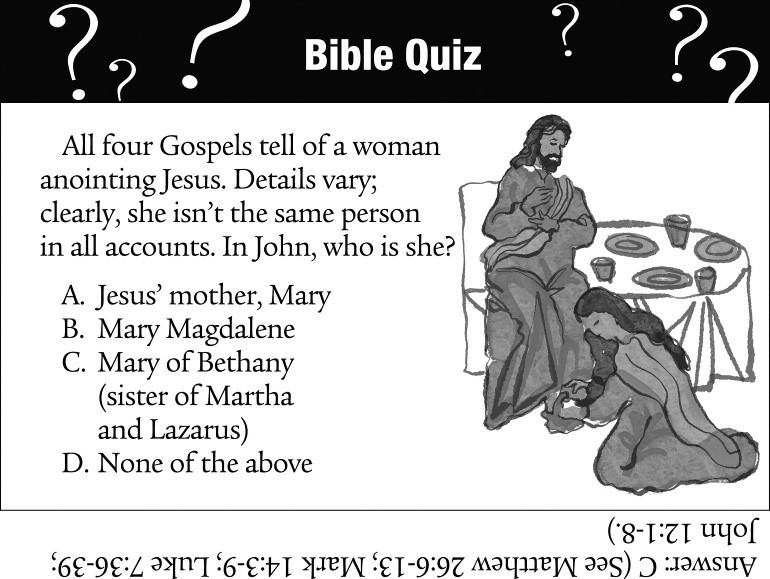 Bible Quiz
All four Gospels tell of a woman
anointing Jesus. Details vary;
clearly, she isn't the same person
in all accounts. In John, who is she?
A. Jesus' mother, Mary
B. Mary Magdalene
C. Mary of Bethany
(sister of Martha
and Lazarus)
D. None of the above
Answer: C (See Matthew 26:6-13; Mark 14:3-9; Luke 7:36-39;
John 12:1-8.)